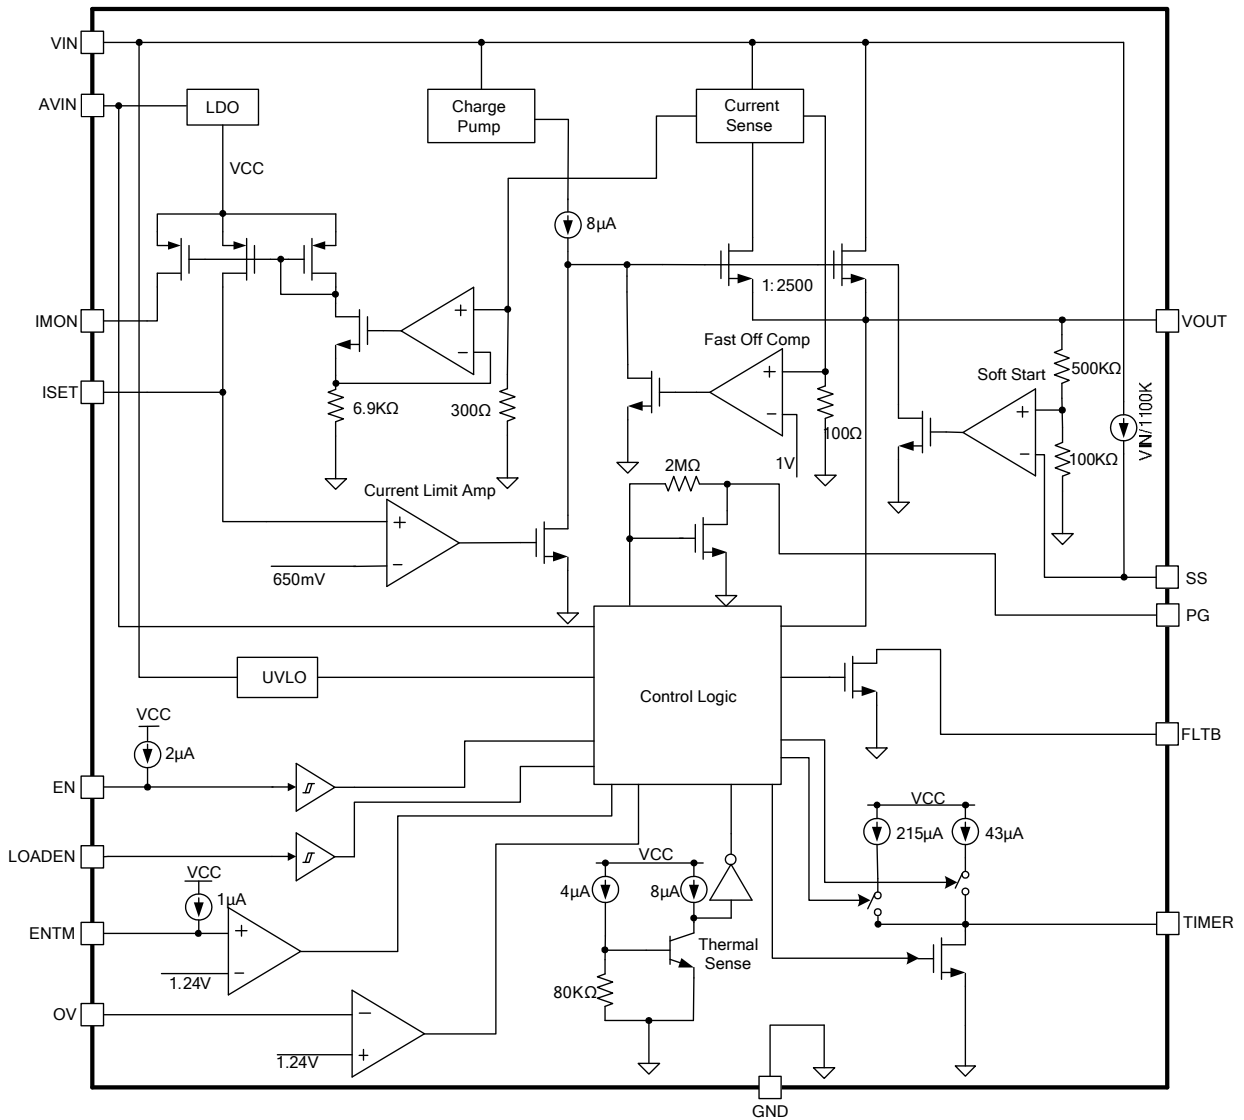 VIN
AVIN
LDO
Charge
Pump
Current
Sense
VCC
8µA
1:2500
IMON
VOUT
Fast Off Comp
+
−
+
−
Soft Start
500KΩ
ISET
6.9KΩ
300Ω
100Ω
+
−
100KΩ
VIN/1100K
1V
2MΩ
Current Limit Amp
+
−
650mV
SS
PG
UVLO
Control Logic
VCC
2µA
FLTB
EN
VCC
215µA
43µA
LOADEN
VCC
4µA
8µA
VCC
1µA
ENTM
+
−
1.24V
Thermal
Sense
TIMER
80KΩ
OV
−
+
1.24V
GND